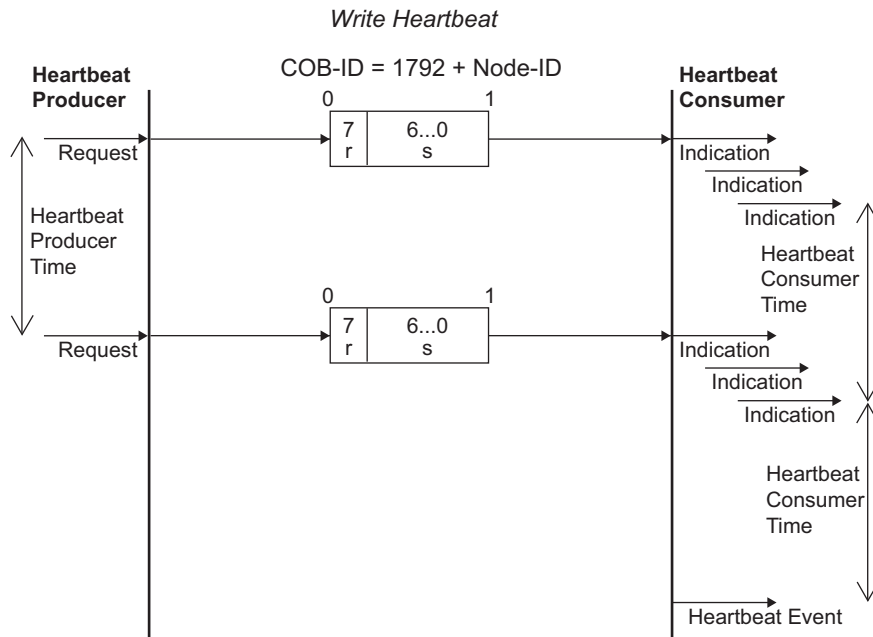 Write Heartbeat
COB-ID = 1792 + Node-ID
Heartbeat
Producer
Heartbeat
Consumer
0 1
7 6...0
r s
Request
Indication
Indication
Indication
Heartbeat
Producer
Time
Heartbeat
Consumer
Time
0 1
7 6...0
r s
Request
Indication
Indication
Indication
Heartbeat
Consumer
Time
Heartbeat Event